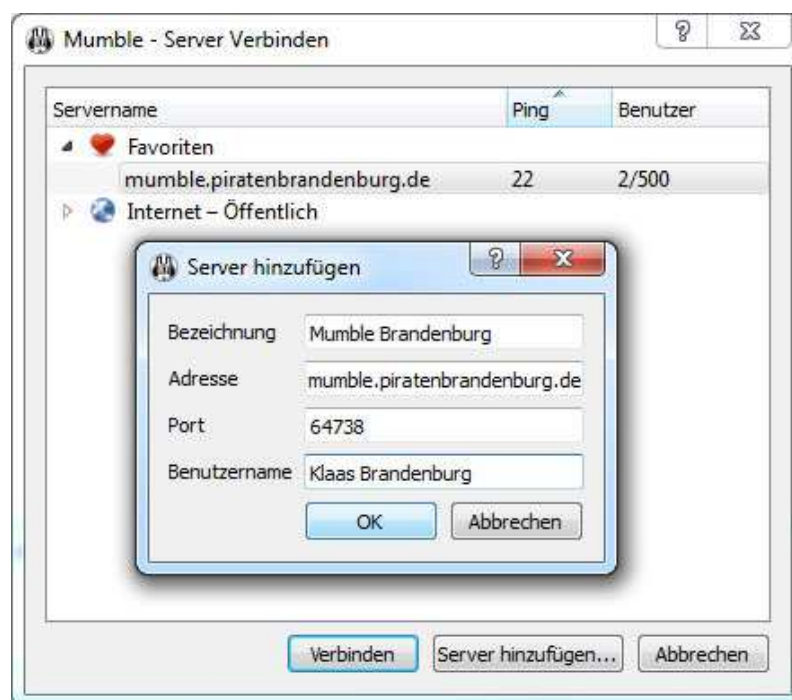 Mumble - Server Verbinden
Servername Ping Benutzer
Favoriten
mumble.piratenbrandenburg.de 22 2/500
Internet – Öffentlich
Server hinzufügen
Bezeichnung Mumble Brandenburg
Adresse mumble.piratenbrandenburg.de
Port 64738
Benutzername Klaas Brandenburg
OK Abbrechen
Verbinden Server hinzufügen... Abbrechen